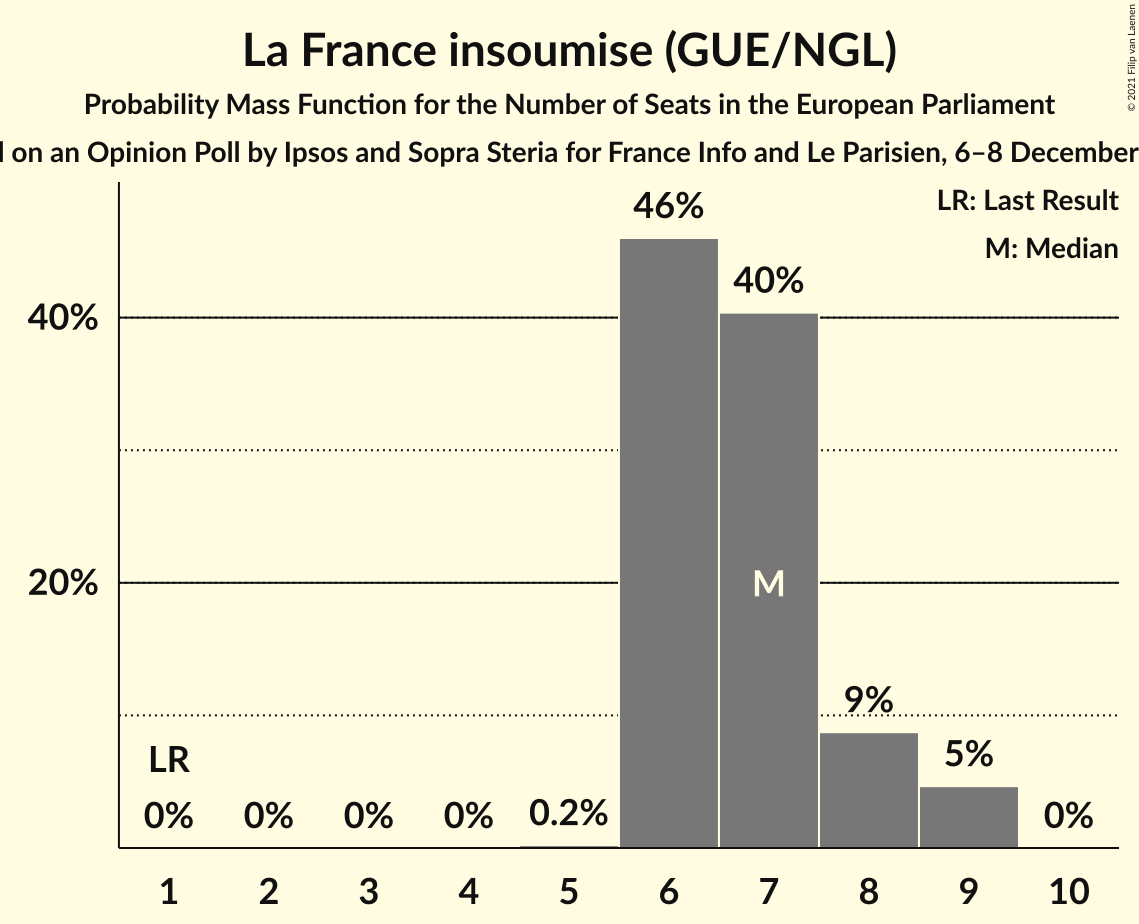 La France insoumise (GUE/NGL)
Probability Mass Function for the Number of Seats in the European Parliament
on an Opinion Poll by Ipsos and Sopra Steria for France Info and Le Parisien, 6–8 December
© 2021 Filip van Laenen
LR: Last Result
M: Median
46%
40%
40%
20%
M
9%
5%
LR
0% 0% 0% 0% 0.2% 0%
1 2 3 4 5 6 7 8 9 10